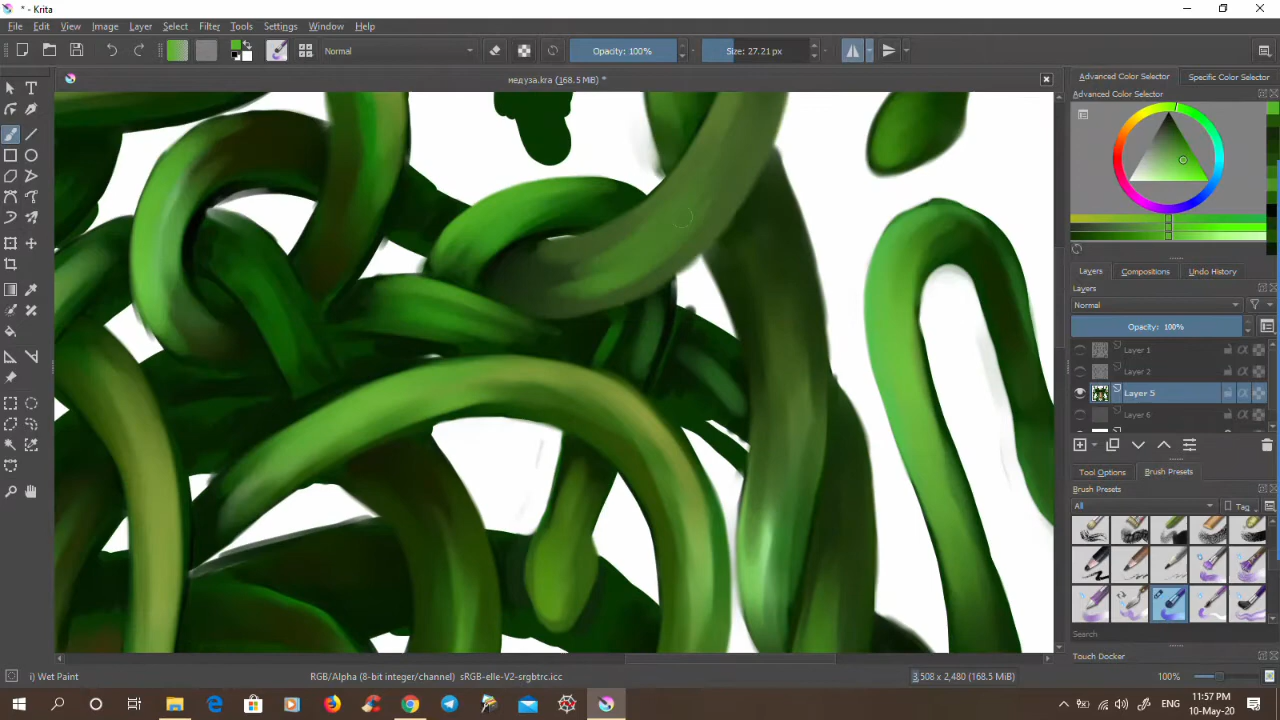 * - Krita
File Edit View Image Layer Select Filter Tools Settings Window Help
Normal Opacity: 100% Size: 27.21 px
медуза.kra (168.5 MiB) *
Advanced Color Selector Specific Color Selector
Advanced Color Selector
Layers Compositions Undo History
Layers
Normal
Opacity: 100%
Layer 1
Layer 2
Layer 5
Layer 6
Tool Options Brush Presets
Brush Presets
All Tag
Search
Touch Docker
i) Wet Paint RGB/Alpha (8-bit integer/channel) sRGB-elle-V2-srgbtrc.icc 3,508 x 2,480 (168.5 MiB) 100%
11:57 PM
ENG
10-May-20